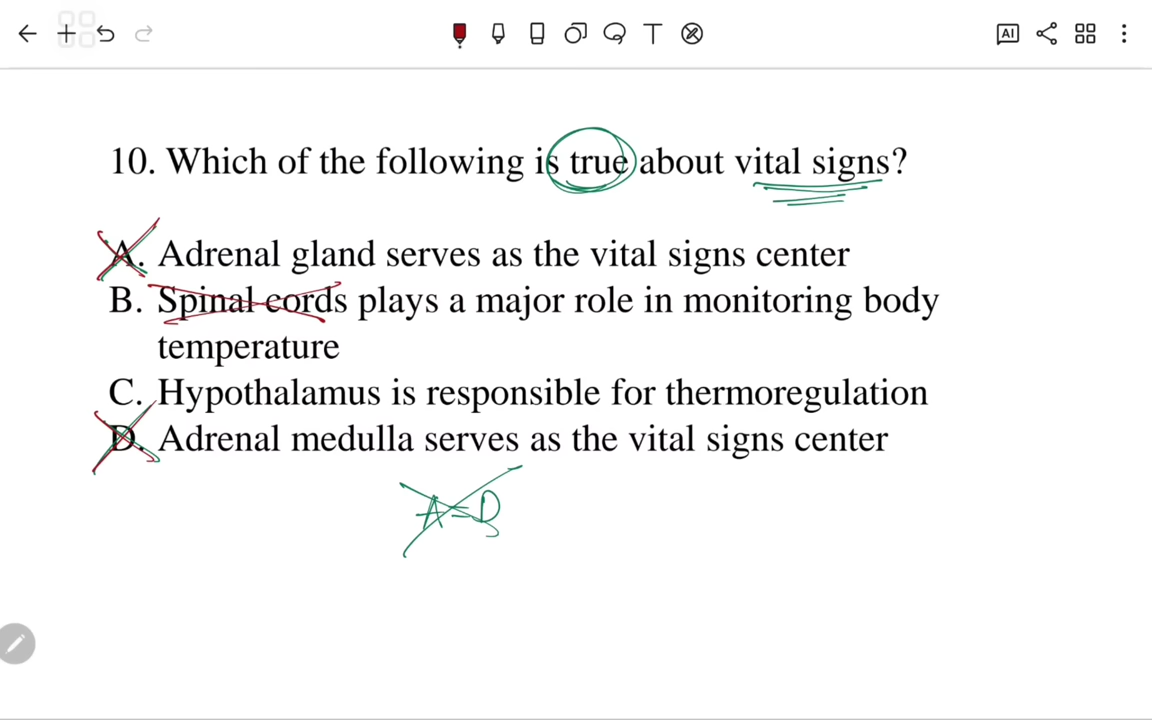 T
AI
10. Which of the following is true about vital signs?
A. Adrenal gland serves as the vital signs center
B. Spinal cords plays a major role in monitoring body
temperature
C. Hypothalamus is responsible for thermoregulation
D. Adrenal medulla serves as the vital signs center
A=D